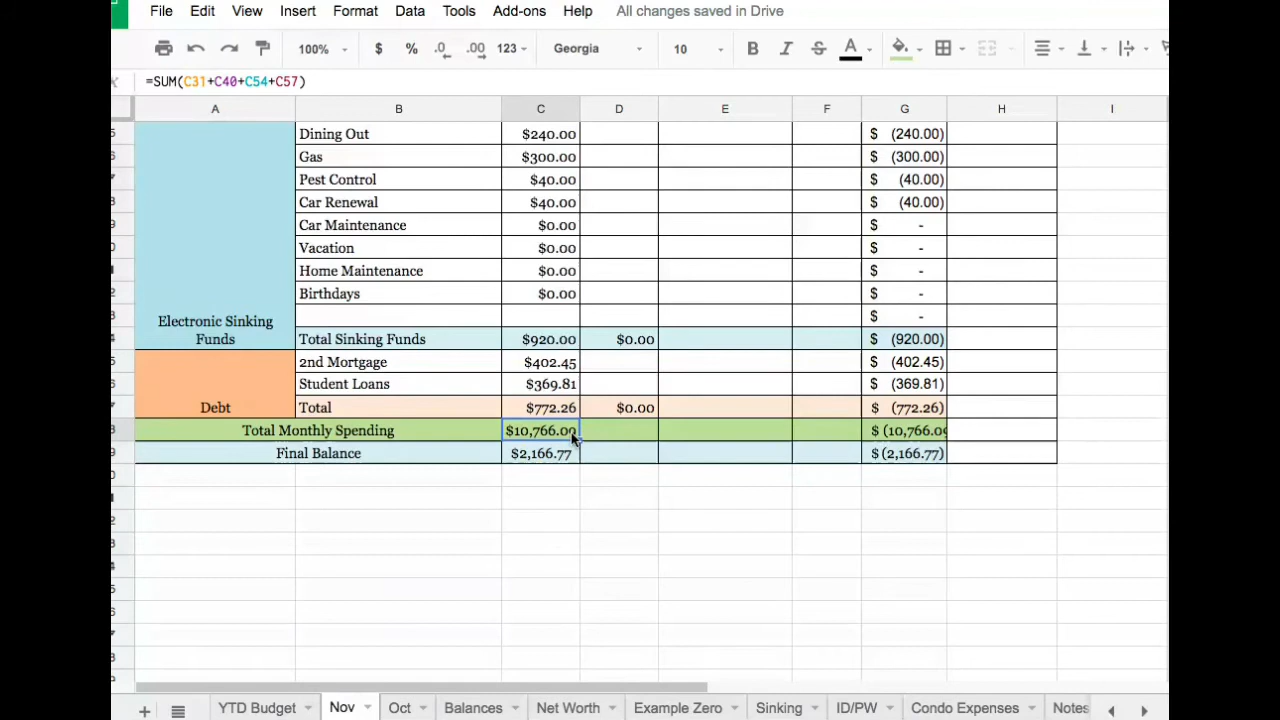 File Edit View Insert Format Data Tools Add-ons Help All changes saved in Drive
100% $ % .0 .00 123 Georgia 10 B I S A
=SUM(C31+C40+C54+C57)
A B C D E F G H I
Dining Out $240.00 $ (240.00)
Gas $300.00 $ (300.00)
Pest Control $40.00 $ (40.00)
Car Renewal $40.00 $ (40.00)
Car Maintenance $0.00 $ -
Vacation $0.00 $ -
Home Maintenance $0.00 $ -
Birthdays $0.00 $ -
$ -
Electronic Sinking
Funds
Total Sinking Funds $920.00 $0.00 $ (920.00)
2nd Mortgage $402.45 $ (402.45)
Student Loans $369.81 $ (369.81)
Debt Total $772.26 $0.00 $ (772.26)
Total Monthly Spending $10,766.09 $ (10,766.09
Final Balance $2,166.77 $ (2,166.77)
+ YTD Budget Nov Oct Balances Net Worth Example Zero Sinking ID/PW Condo Expenses Notes